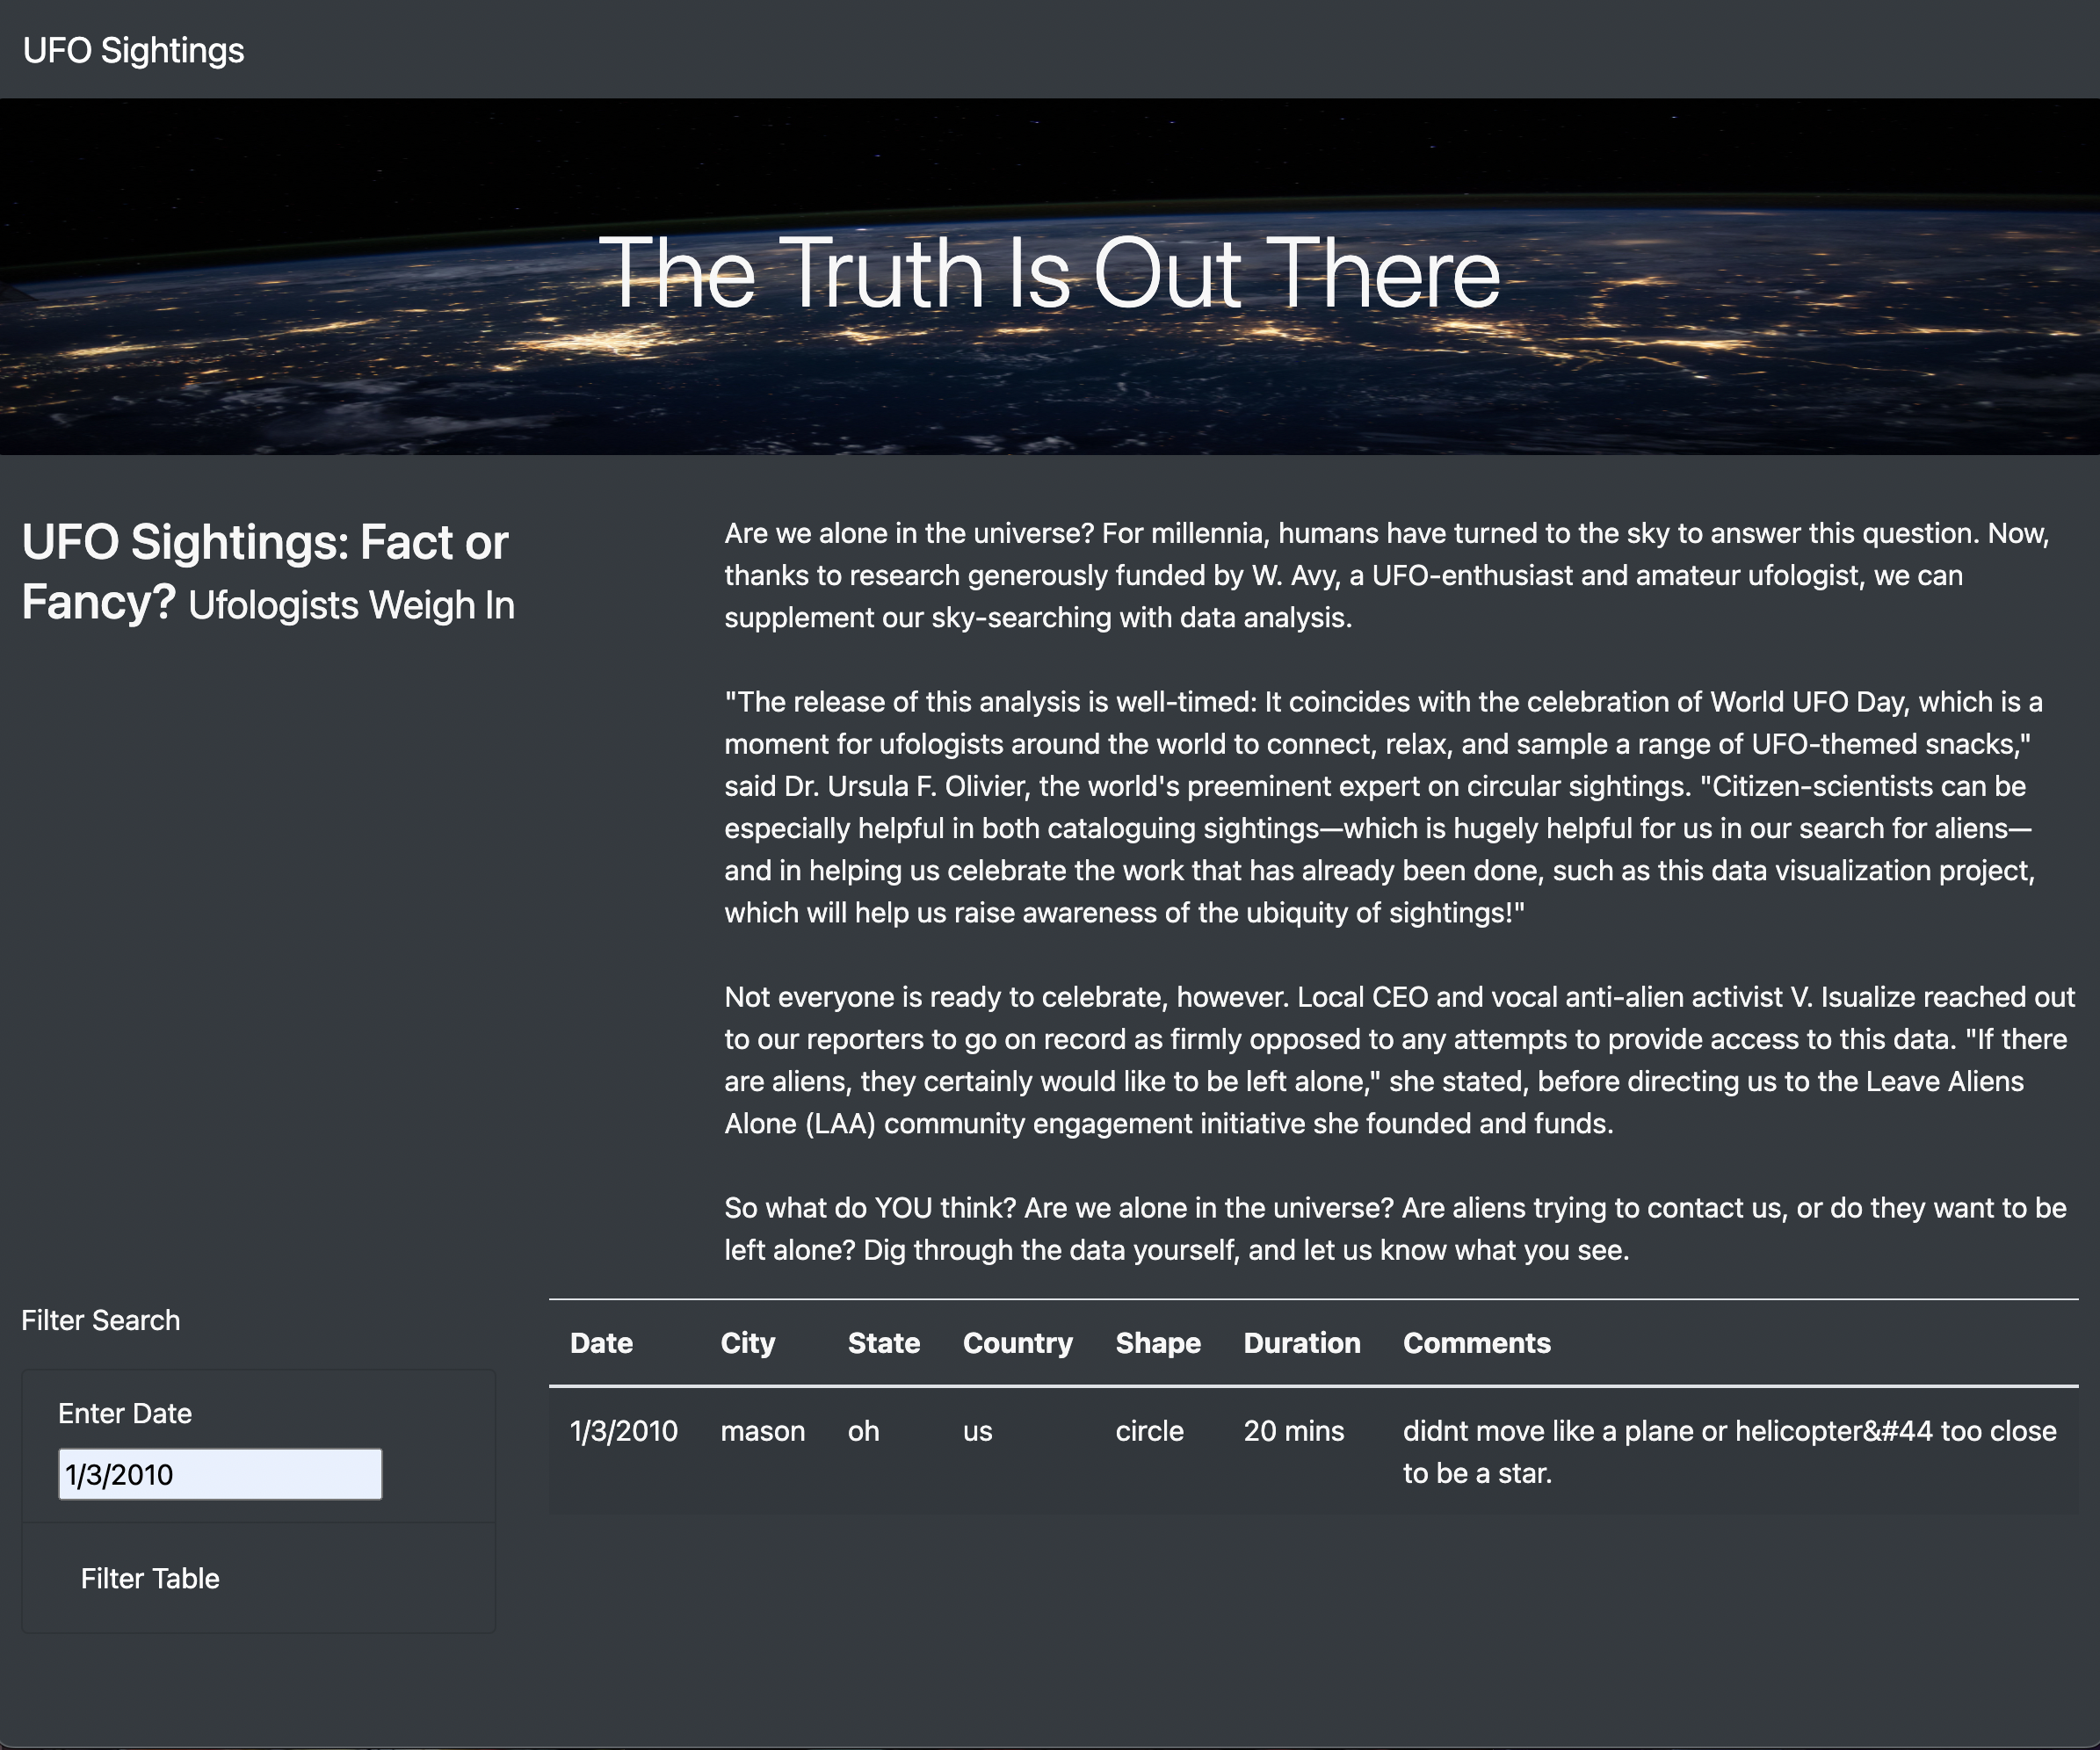 UFO Sightings
The Truth Is Out There
UFO Sightings: Fact or
Fancy? Ufologists Weigh In
Are we alone in the universe? For millennia, humans have turned to the sky to answer this question. Now,
thanks to research generously funded by W. Avy, a UFO-enthusiast and amateur ufologist, we can
supplement our sky-searching with data analysis.
"The release of this analysis is well-timed: It coincides with the celebration of World UFO Day, which is a
moment for ufologists around the world to connect, relax, and sample a range of UFO-themed snacks,"
said Dr. Ursula F. Olivier, the world's preeminent expert on circular sightings. "Citizen-scientists can be
especially helpful in both cataloguing sightings—which is hugely helpful for us in our search for aliens—
and in helping us celebrate the work that has already been done, such as this data visualization project,
which will help us raise awareness of the ubiquity of sightings!"
Not everyone is ready to celebrate, however. Local CEO and vocal anti-alien activist V. Isualize reached out
to our reporters to go on record as firmly opposed to any attempts to provide access to this data. "If there
are aliens, they certainly would like to be left alone," she stated, before directing us to the Leave Aliens
Alone (LAA) community engagement initiative she founded and funds.
So what do YOU think? Are we alone in the universe? Are aliens trying to contact us, or do they want to be
left alone? Dig through the data yourself, and let us know what you see.
Filter Search
Enter Date
1/3/2010
Filter Table
Date City State Country Shape Duration Comments
1/3/2010 mason oh us circle 20 mins didnt move like a plane or helicopter&#44 too close
to be a star.